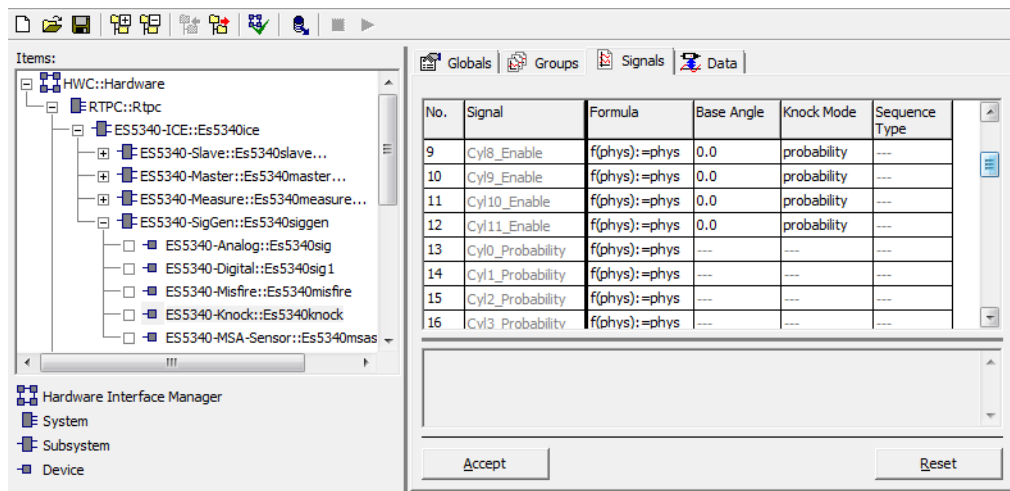 Items:
HWC::Hardware
RTPC::Rtpc
ES5340-ICE::Es5340ice
ES5340-Slave::Es5340slave...
ES5340-Master::Es5340master...
ES5340-Measure::Es5340measure...
ES5340-SigGen::Es5340siggen
ES5340-Analog::Es5340sig
ES5340-Digital::Es5340sig1
ES5340-Misfire::Es5340misfire
ES5340-Knock::Es5340knock
ES5340-MSA-Sensor::Es5340msas
Hardware Interface Manager
System
Subsystem
Device
Globals Groups Signals Data
No. Signal Formula Base Angle Knock Mode Sequence
Type
9 Cyl8_Enable f(phys):=phys 0.0 probability ---
10 Cyl9_Enable f(phys):=phys 0.0 probability ---
11 Cyl10_Enable f(phys):=phys 0.0 probability ---
12 Cyl11_Enable f(phys):=phys 0.0 probability ---
13 Cyl0_Probability f(phys):=phys --- --- ---
14 Cyl1_Probability f(phys):=phys --- --- ---
15 Cyl2_Probability f(phys):=phys --- --- ---
16 Cyl3_Probability f(phys):=phys --- --- ---
Accept Reset